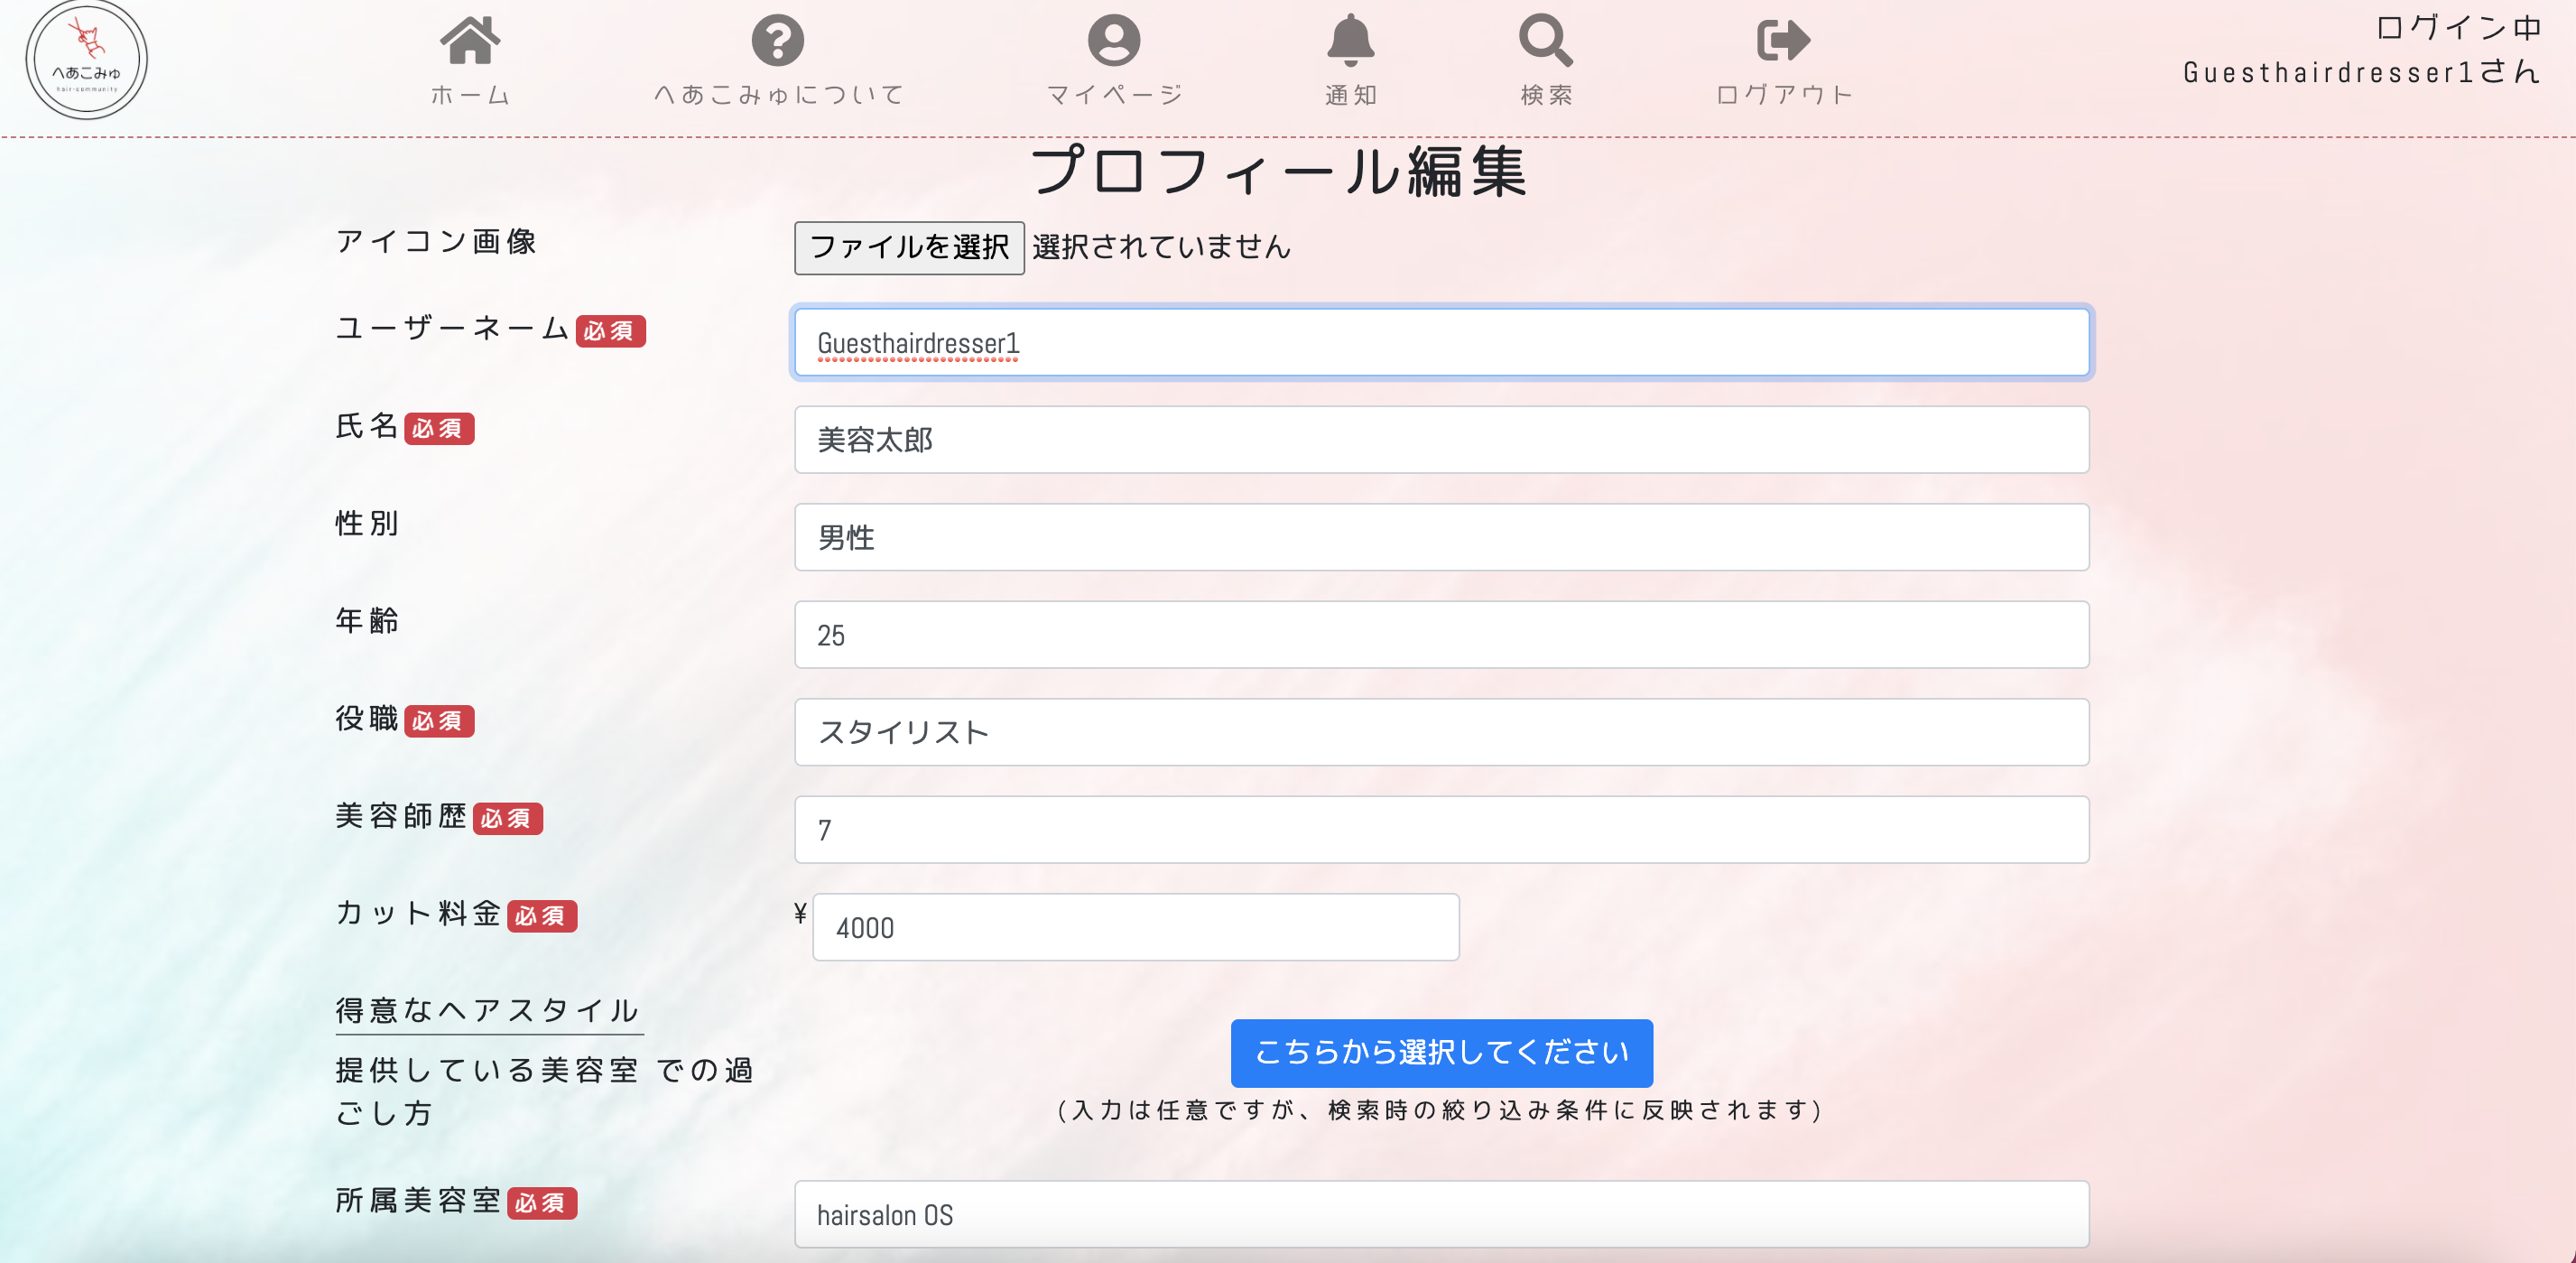 へあこみゅ
hair-community
ホーム
へあこみゅについて
マイページ
通知
検索
ログアウト
ログイン中
Guesthairdresser1さん
プロフィール編集
アイコン画像
ファイルを選択 選択されていません
ユーザーネーム 必須
Guesthairdresser1
氏名 必須
美容太郎
性別
男性
年齢
25
役職 必須
スタイリスト
美容師歴 必須
7
カット料金 必須
¥ 4000
得意なヘアスタイル
提供している美容室 での過
ごし方
こちらから選択してください
(入力は任意ですが、検索時の絞り込み条件に反映されます)
所属美容室 必須
hairsalon OS